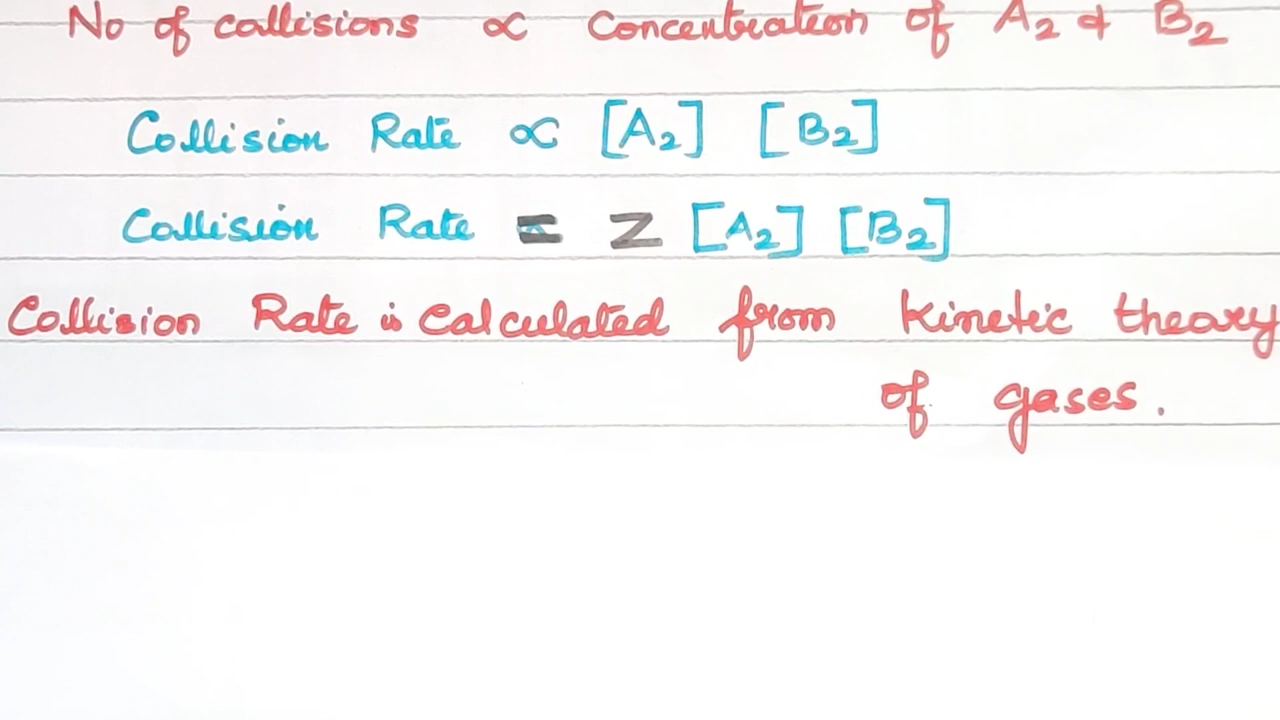 No of collisions ∝ Concentration of A₂ & B₂
Collision Rate ∝ [A₂] [B₂]
Collision Rate = Z [A₂] [B₂]
Collision Rate is calculated from kinetic theory
of gases.